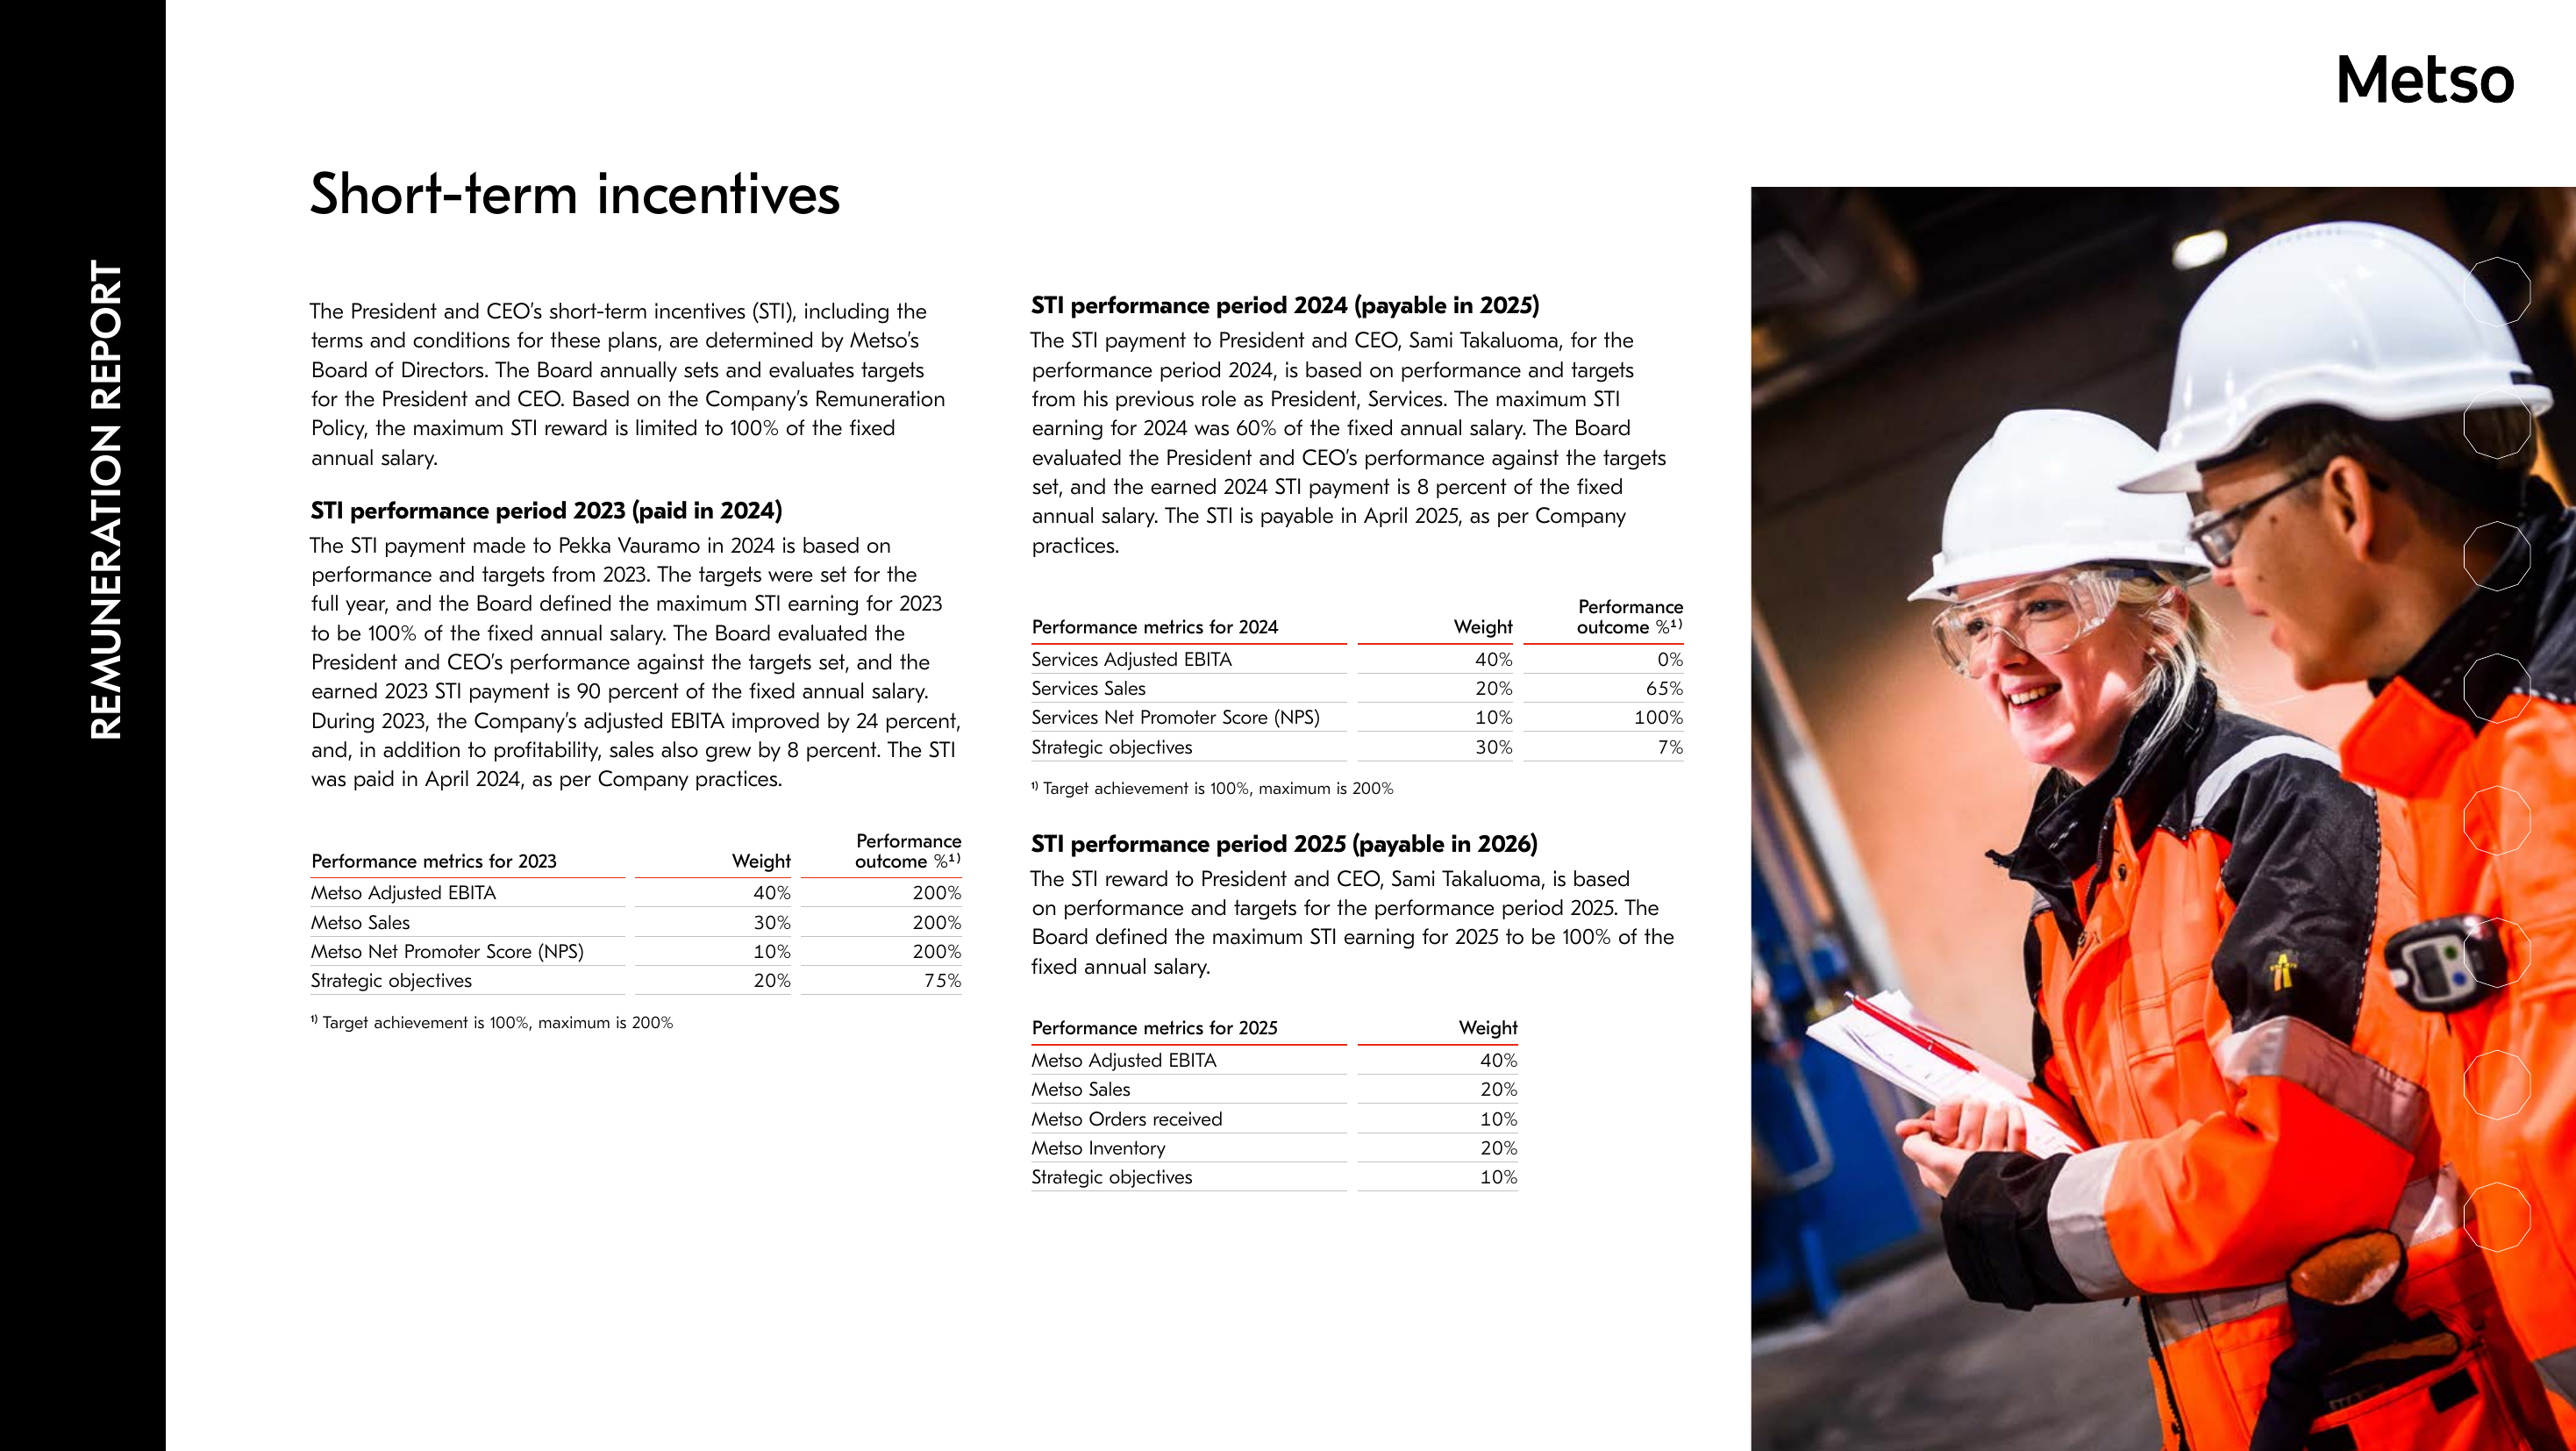 REMUNERATION REPORT
Metso
Short-term incentives
The President and CEO’s short-term incentives (STI), including the
terms and conditions for these plans, are determined by Metso’s
Board of Directors. The Board annually sets and evaluates targets
for the President and CEO. Based on the Company’s Remuneration
Policy, the maximum STI reward is limited to 100% of the fixed
annual salary.
STI performance period 2023 (paid in 2024)
The STI payment made to Pekka Vauramo in 2024 is based on
performance and targets from 2023. The targets were set for the
full year, and the Board defined the maximum STI earning for 2023
to be 100% of the fixed annual salary. The Board evaluated the
President and CEO’s performance against the targets set, and the
earned 2023 STI payment is 90 percent of the fixed annual salary.
During 2023, the Company’s adjusted EBITA improved by 24 percent,
and, in addition to profitability, sales also grew by 8 percent. The STI
was paid in April 2024, as per Company practices.
Performance metrics for 2023 Weight Performance outcome %¹⁾
Metso Adjusted EBITA 40% 200%
Metso Sales 30% 200%
Metso Net Promoter Score (NPS) 10% 200%
Strategic objectives 20% 75%
¹⁾ Target achievement is 100%, maximum is 200%
STI performance period 2024 (payable in 2025)
The STI payment to President and CEO, Sami Takaluoma, for the
performance period 2024, is based on performance and targets
from his previous role as President, Services. The maximum STI
earning for 2024 was 60% of the fixed annual salary. The Board
evaluated the President and CEO’s performance against the targets
set, and the earned 2024 STI payment is 8 percent of the fixed
annual salary. The STI is payable in April 2025, as per Company
practices.
Performance metrics for 2024 Weight Performance outcome %¹⁾
Services Adjusted EBITA 40% 0%
Services Sales 20% 65%
Services Net Promoter Score (NPS) 10% 100%
Strategic objectives 30% 7%
¹⁾ Target achievement is 100%, maximum is 200%
STI performance period 2025 (payable in 2026)
The STI reward to President and CEO, Sami Takaluoma, is based
on performance and targets for the performance period 2025. The
Board defined the maximum STI earning for 2025 to be 100% of the
fixed annual salary.
Performance metrics for 2025 Weight
Metso Adjusted EBITA 40%
Metso Sales 20%
Metso Orders received 10%
Metso Inventory 20%
Strategic objectives 10%